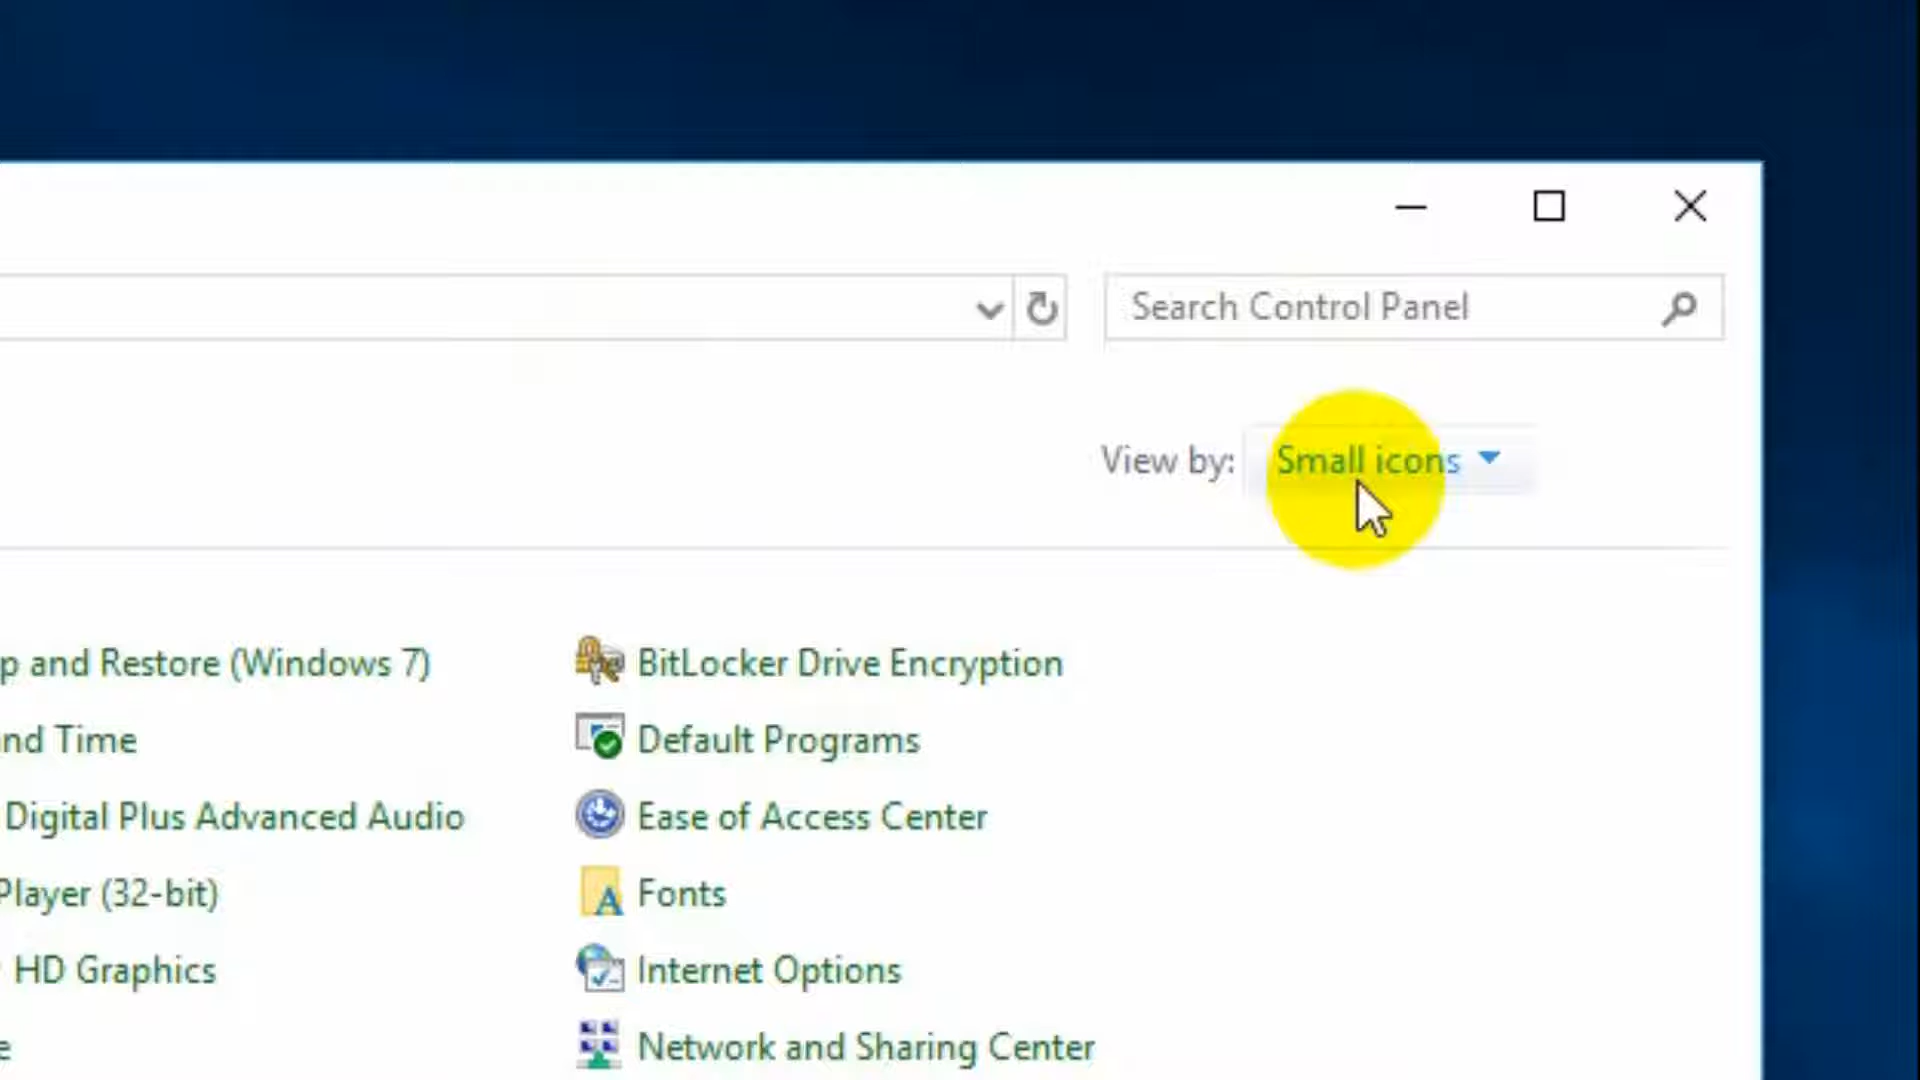 Search Control Panel
View by: Small icons
p and Restore (Windows 7)
BitLocker Drive Encryption
nd Time
Default Programs
Digital Plus Advanced Audio
Ease of Access Center
Player (32-bit)
Fonts
HD Graphics
Internet Options
e
Network and Sharing Center